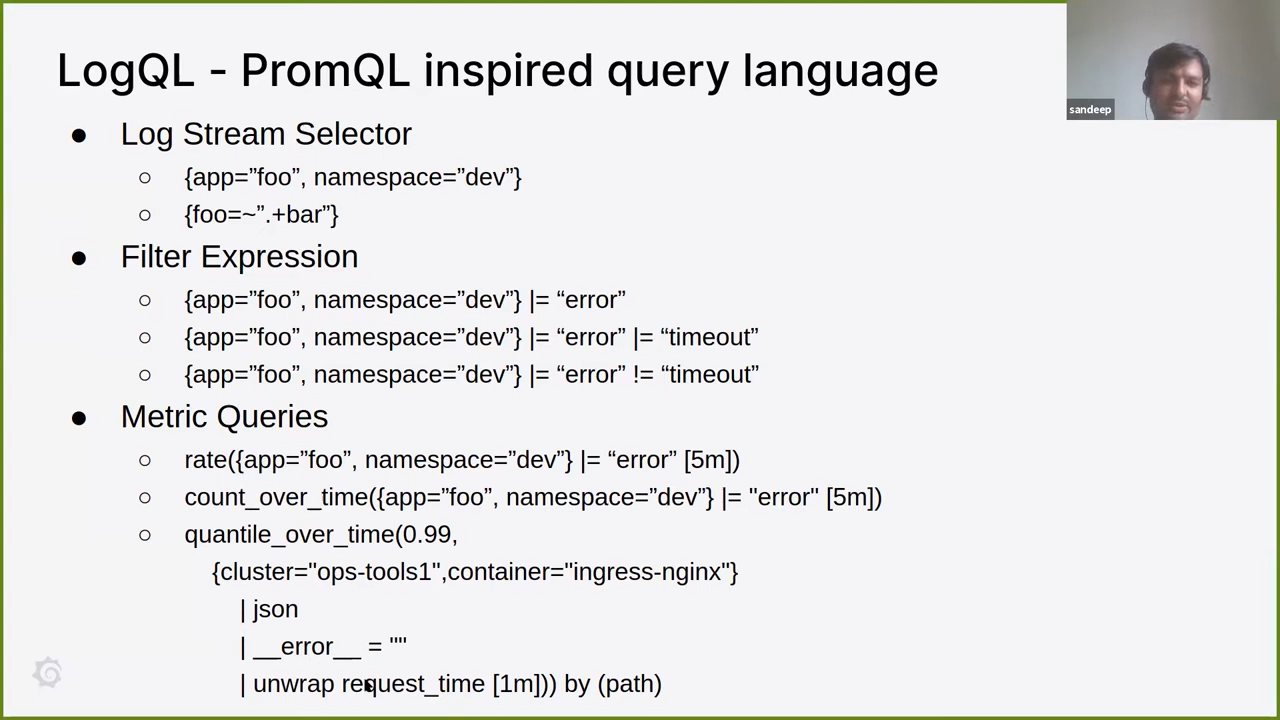 LogQL - PromQL inspired query language
sandeep
● Log Stream Selector
○ {app=”foo”, namespace=”dev”}
○ {foo=~”.+bar”}
● Filter Expression
○ {app=”foo”, namespace=”dev”} |= “error”
○ {app=”foo”, namespace=”dev”} |= “error” |= “timeout”
○ {app=”foo”, namespace=”dev”} |= “error” != “timeout”
● Metric Queries
○ rate({app=”foo”, namespace=”dev”} |= “error” [5m])
○ count_over_time({app=”foo”, namespace=”dev”} |= "error" [5m])
○ quantile_over_time(0.99,
{cluster="ops-tools1",container="ingress-nginx"}
| json
| __error__ = ""
| unwrap request_time [1m])) by (path)